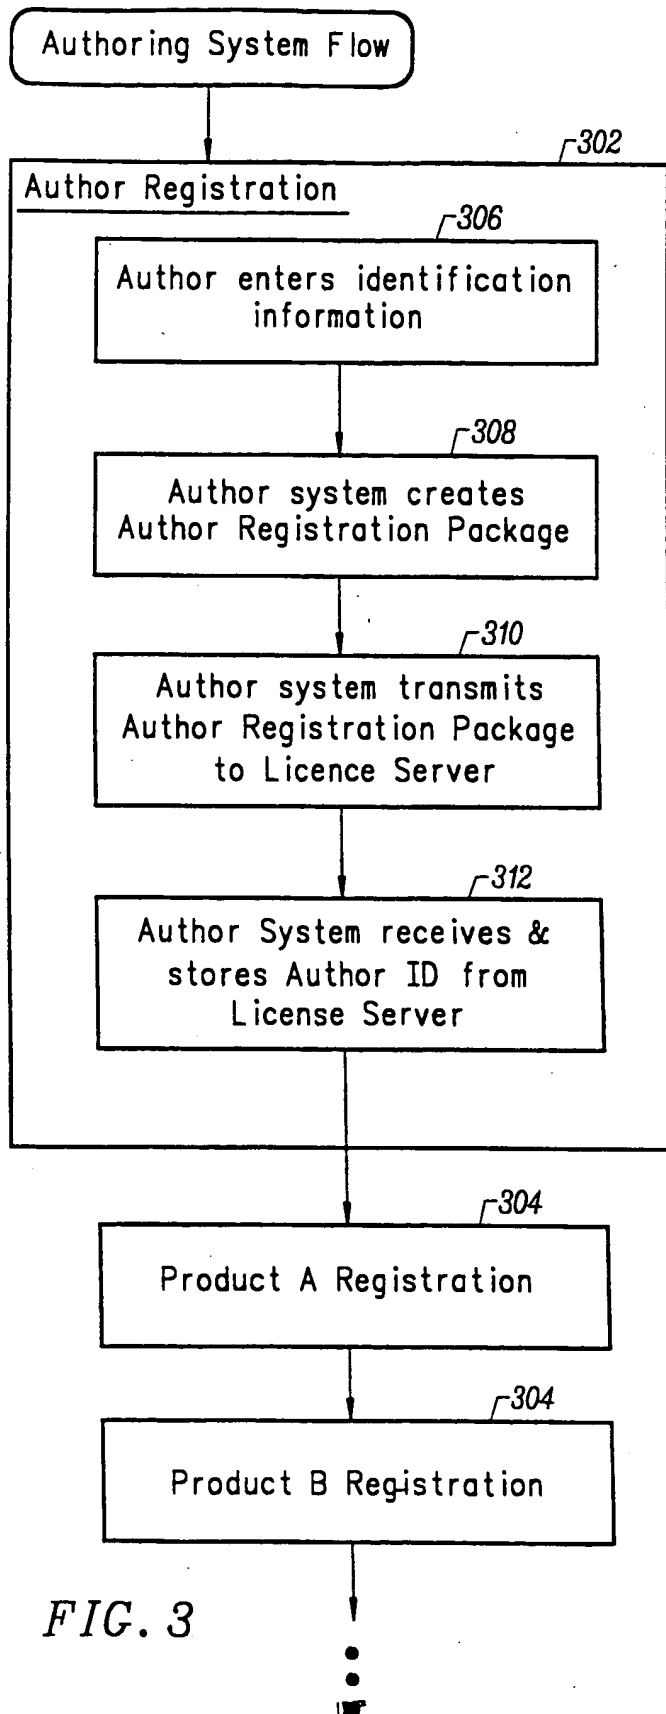 Authoring System Flow
302
Author Registration
306
Author enters identification
information
308
Author system creates
Author Registration Package
310
Author system transmits
Author Registration Package
to Licence Server
312
Author System receives &
stores Author ID from
License Server
304
Product A Registration
304
Product B Registration
FIG. 3